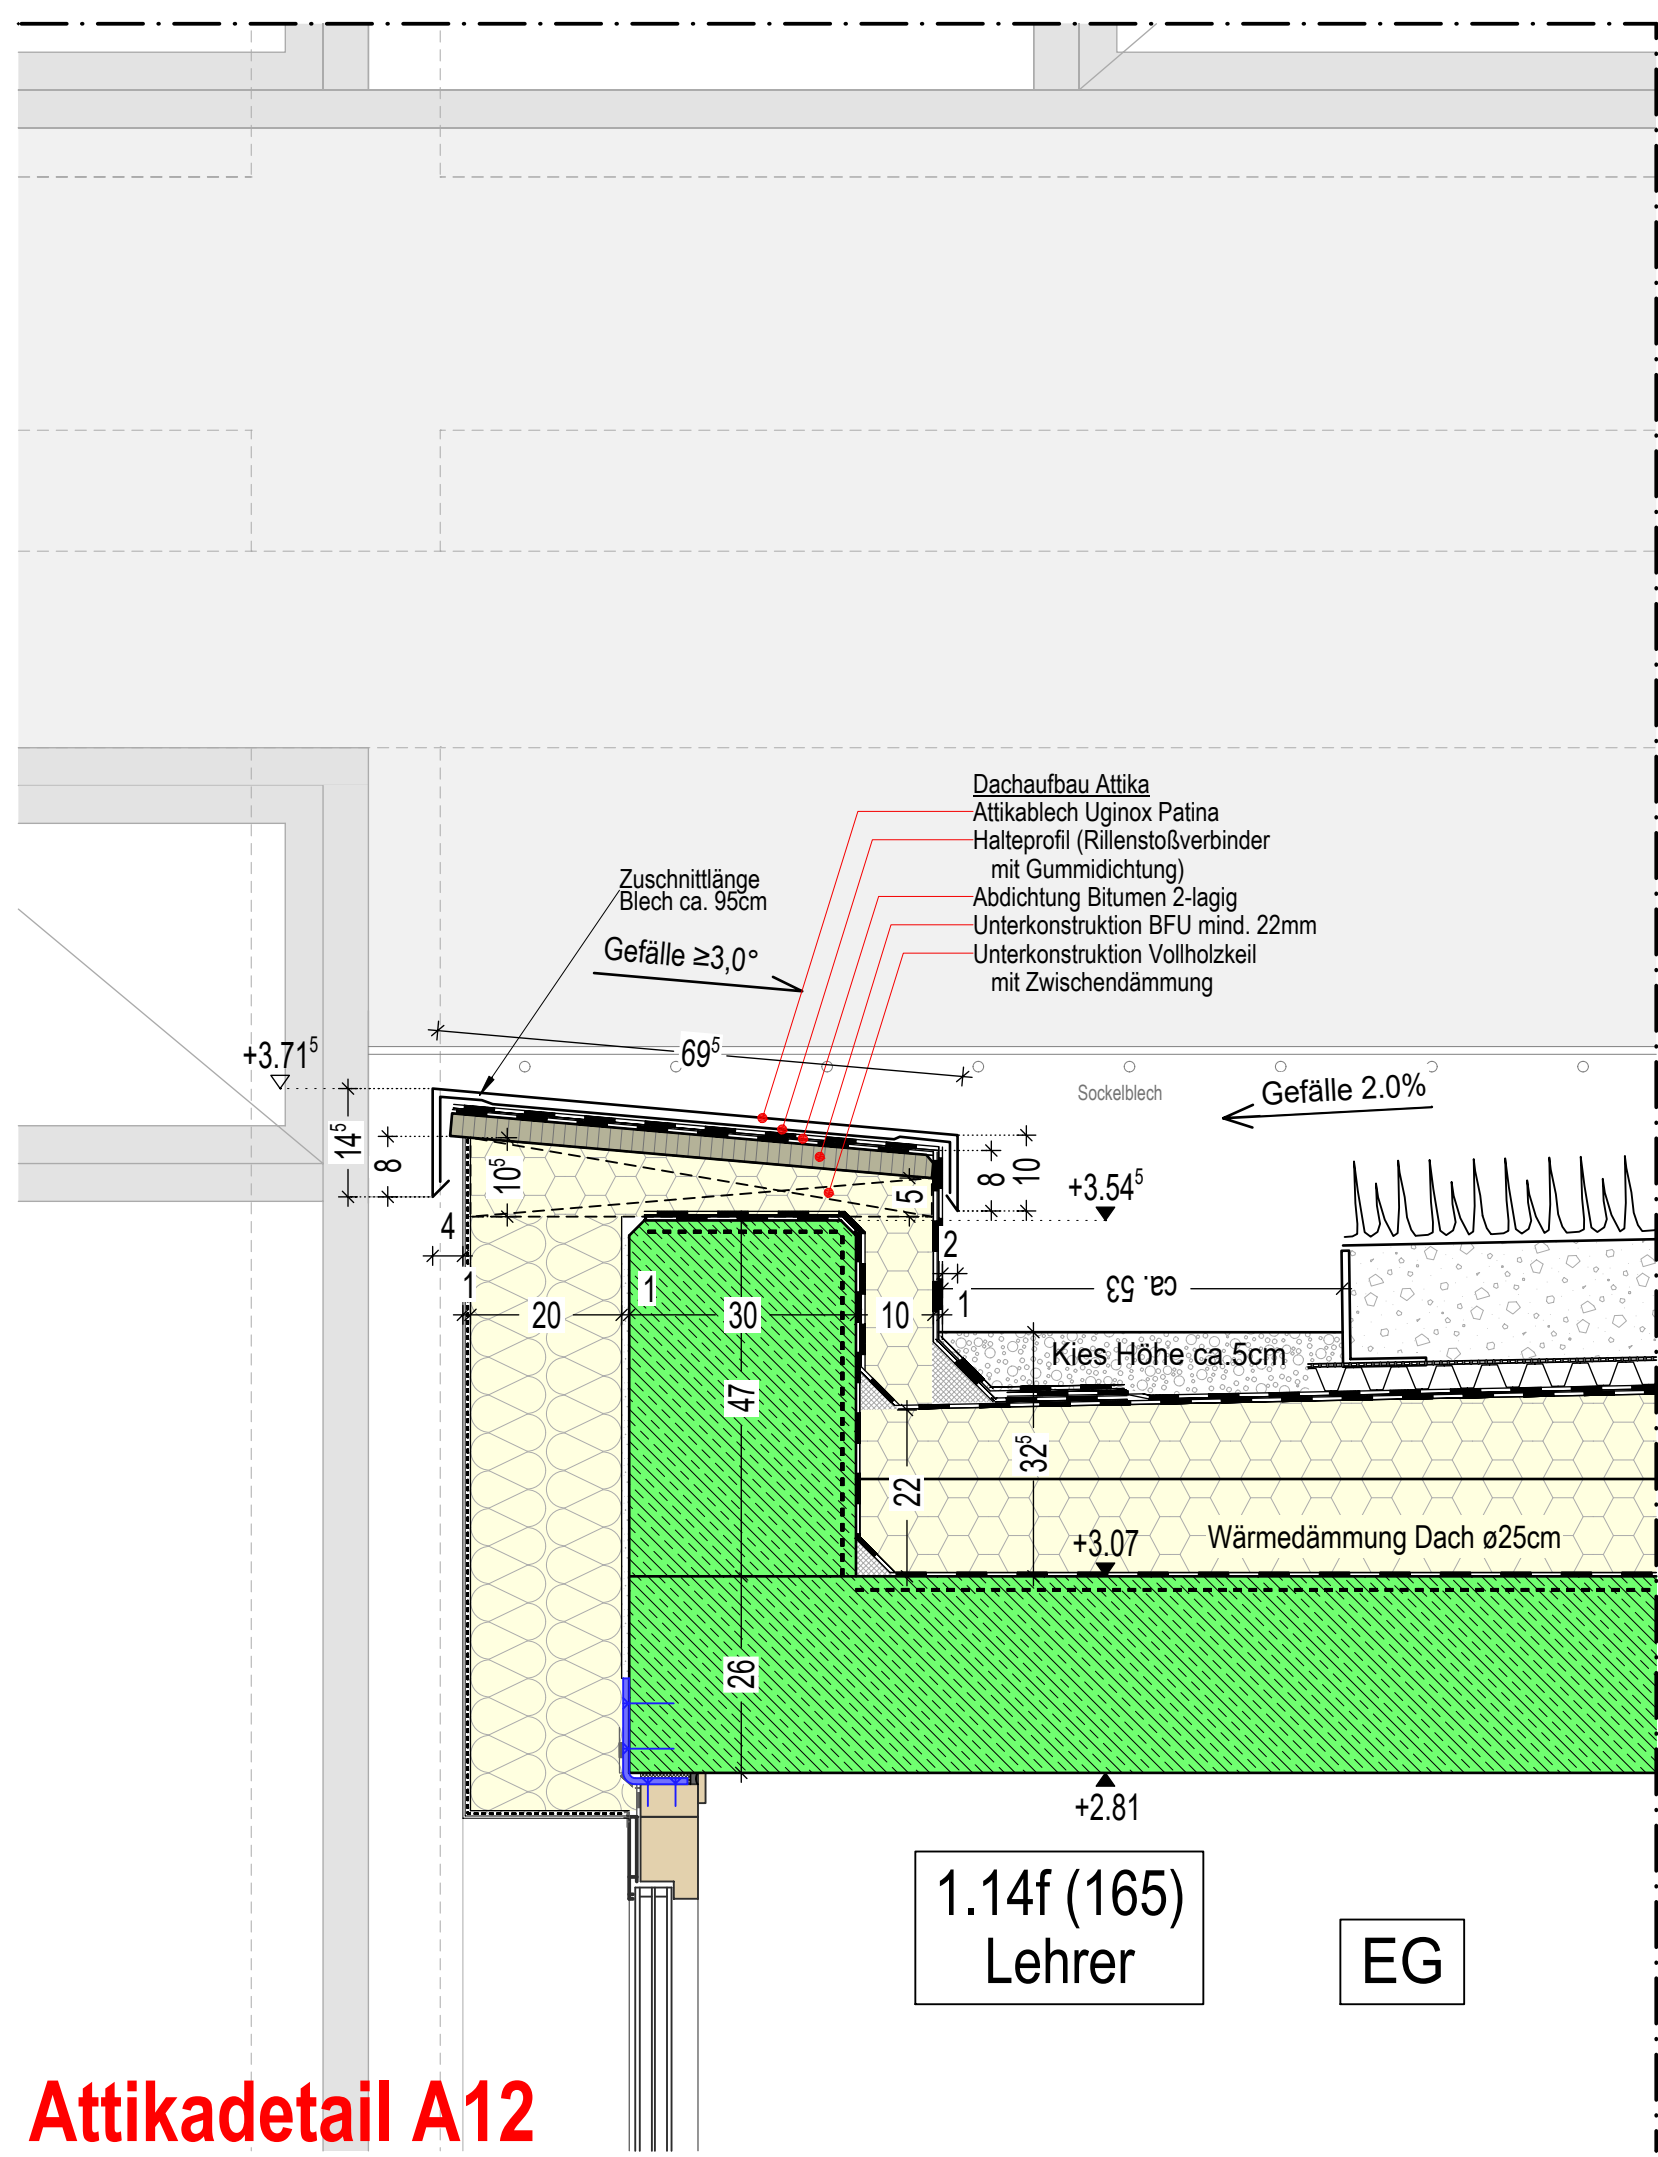 Dachaufbau Attika
Attikablech Uginox Patina
Halteprofil (Rillenstoßverbinder
mit Gummidichtung)
Abdichtung Bitumen 2-lagig
Unterkonstruktion BFU mind. 22mm
Unterkonstruktion Vollholzkeil
mit Zwischendämmung
Zuschnittlänge
Blech ca. 95cm
Gefälle ≥3,0°
69⁵
+3.71⁵
Sockelblech
Gefälle 2.0%
14⁵
8
10⁵
5
8
10
+3.54⁵
4
2
1
1
1
20
30
10
ca. 53
Kies Höhe ca.5cm
47
32⁵
22
+3.07
Wärmedämmung Dach ø25cm
26
+2.81
1.14f (165)
Lehrer
EG
Attikadetail A12